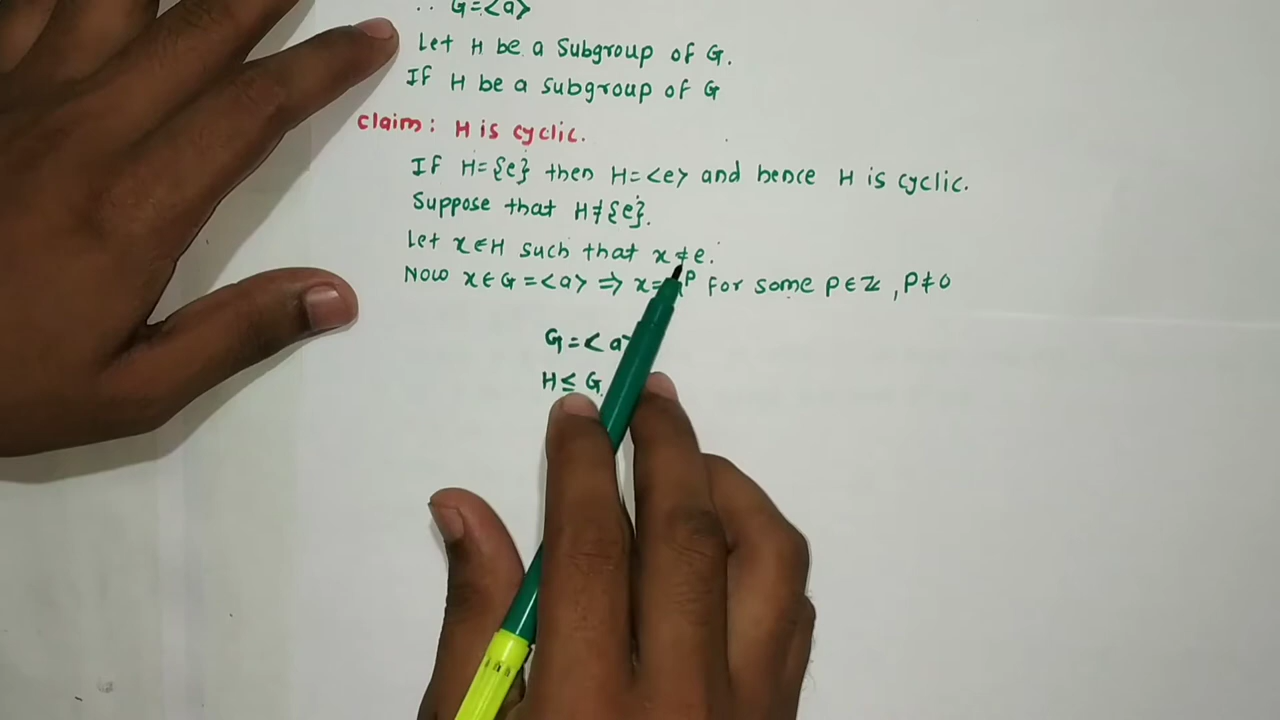 ∴ G=<a>
Let H be a Subgroup of G.
If H be a subgroup of G
claim: H is cyclic.
If H={e} then H=<e> and hence H is cyclic.
Suppose that H≠{e}.
Let x∈H such that x≠e.
Now x∈G=<a> ⇒ x= p for some p∈ℤ, p≠0
G=<a>
H≤G.